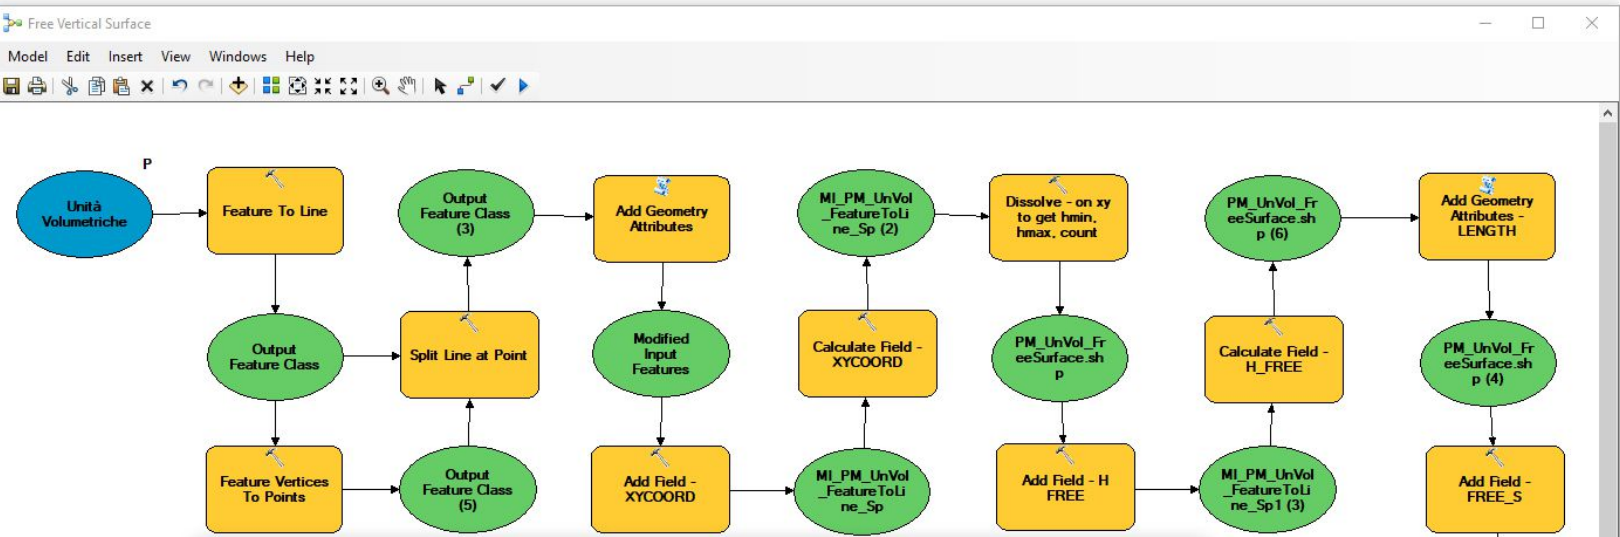 Free Vertical Surface
Model Edit Insert View Windows Help
P
Unità
Volumetriche
Feature To Line
Output
Feature Class
(3)
Add Geometry
Attributes
MI_PM_UnVol
_FeatureToLi
ne_Sp (2)
Dissolve - on xy
to get hmin,
hmax, count
PM_UnVol_Fr
eeSurface.sh
p (6)
Add Geometry
Attributes -
LENGTH
Output
Feature Class
Split Line at Point
Modified
Input
Features
Calculate Field -
XYCOORD
PM_UnVol_Fr
eeSurface.sh
p
Calculate Field -
H_FREE
PM_UnVol_Fr
eeSurface.sh
p (4)
Feature Vertices
To Points
Output
Feature Class
(5)
Add Field -
XYCOORD
MI_PM_UnVol
_FeatureToLi
ne_Sp
Add Field - H
FREE
MI_PM_UnVol
_FeatureToLi
ne_Sp1 (3)
Add Field -
FREE_S